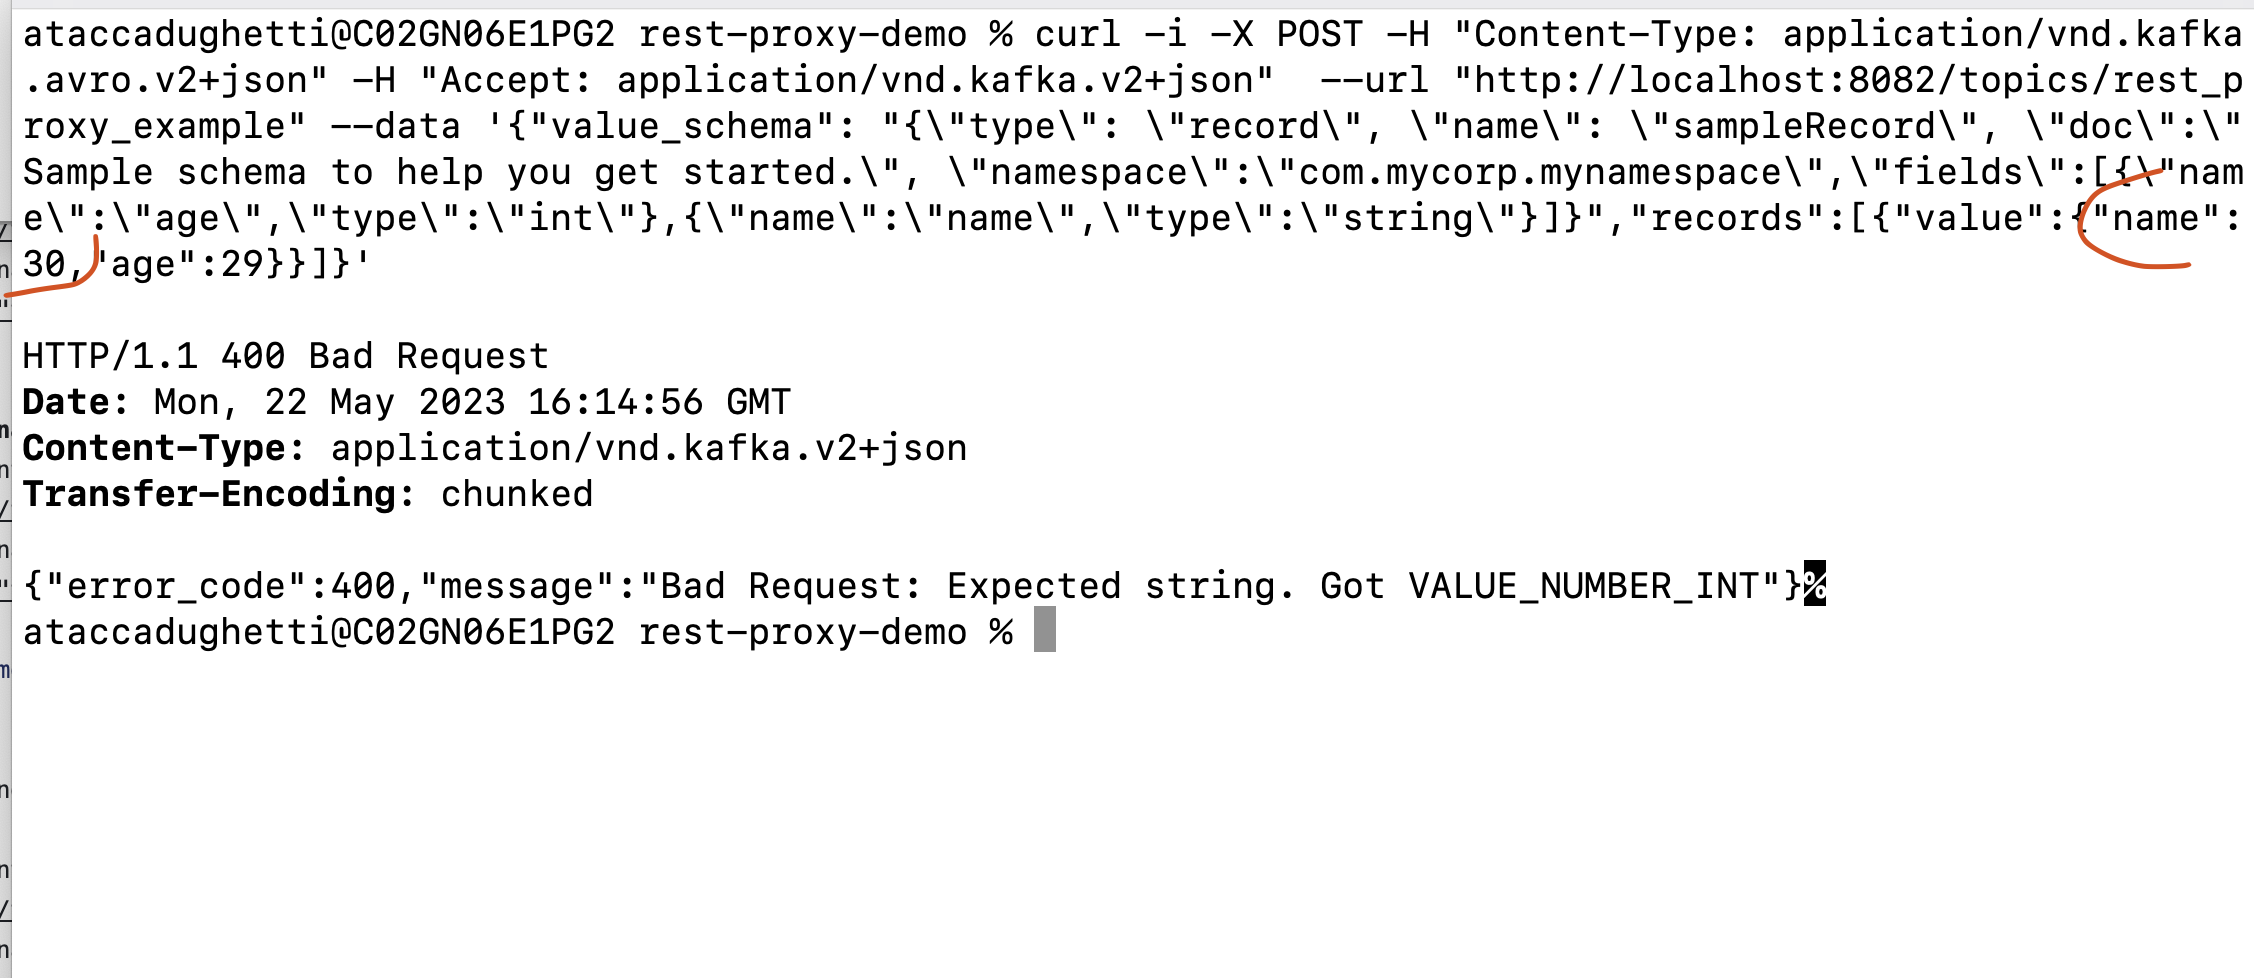 ataccadughetti@C02GN06E1PG2 rest-proxy-demo % curl -i -X POST -H "Content-Type: application/vnd.kafka
.avro.v2+json" -H "Accept: application/vnd.kafka.v2+json"  --url "http://localhost:8082/topics/rest_p
roxy_example" --data '{"value_schema": "{\"type\": \"record\", \"name\": \"sampleRecord\", \"doc\":\"
Sample schema to help you get started.\", \"namespace\":\"com.mycorp.mynamespace\",\"fields\":[{\"nam
e\":\"age\",\"type\":\"int\"},{\"name\":\"name\",\"type\":\"string\"}]}","records":[{"value":{"name":
30,"age":29}}]}'
HTTP/1.1 400 Bad Request
Date: Mon, 22 May 2023 16:14:56 GMT
Content-Type: application/vnd.kafka.v2+json
Transfer-Encoding: chunked
{"error_code":400,"message":"Bad Request: Expected string. Got VALUE_NUMBER_INT"}%
ataccadughetti@C02GN06E1PG2 rest-proxy-demo %